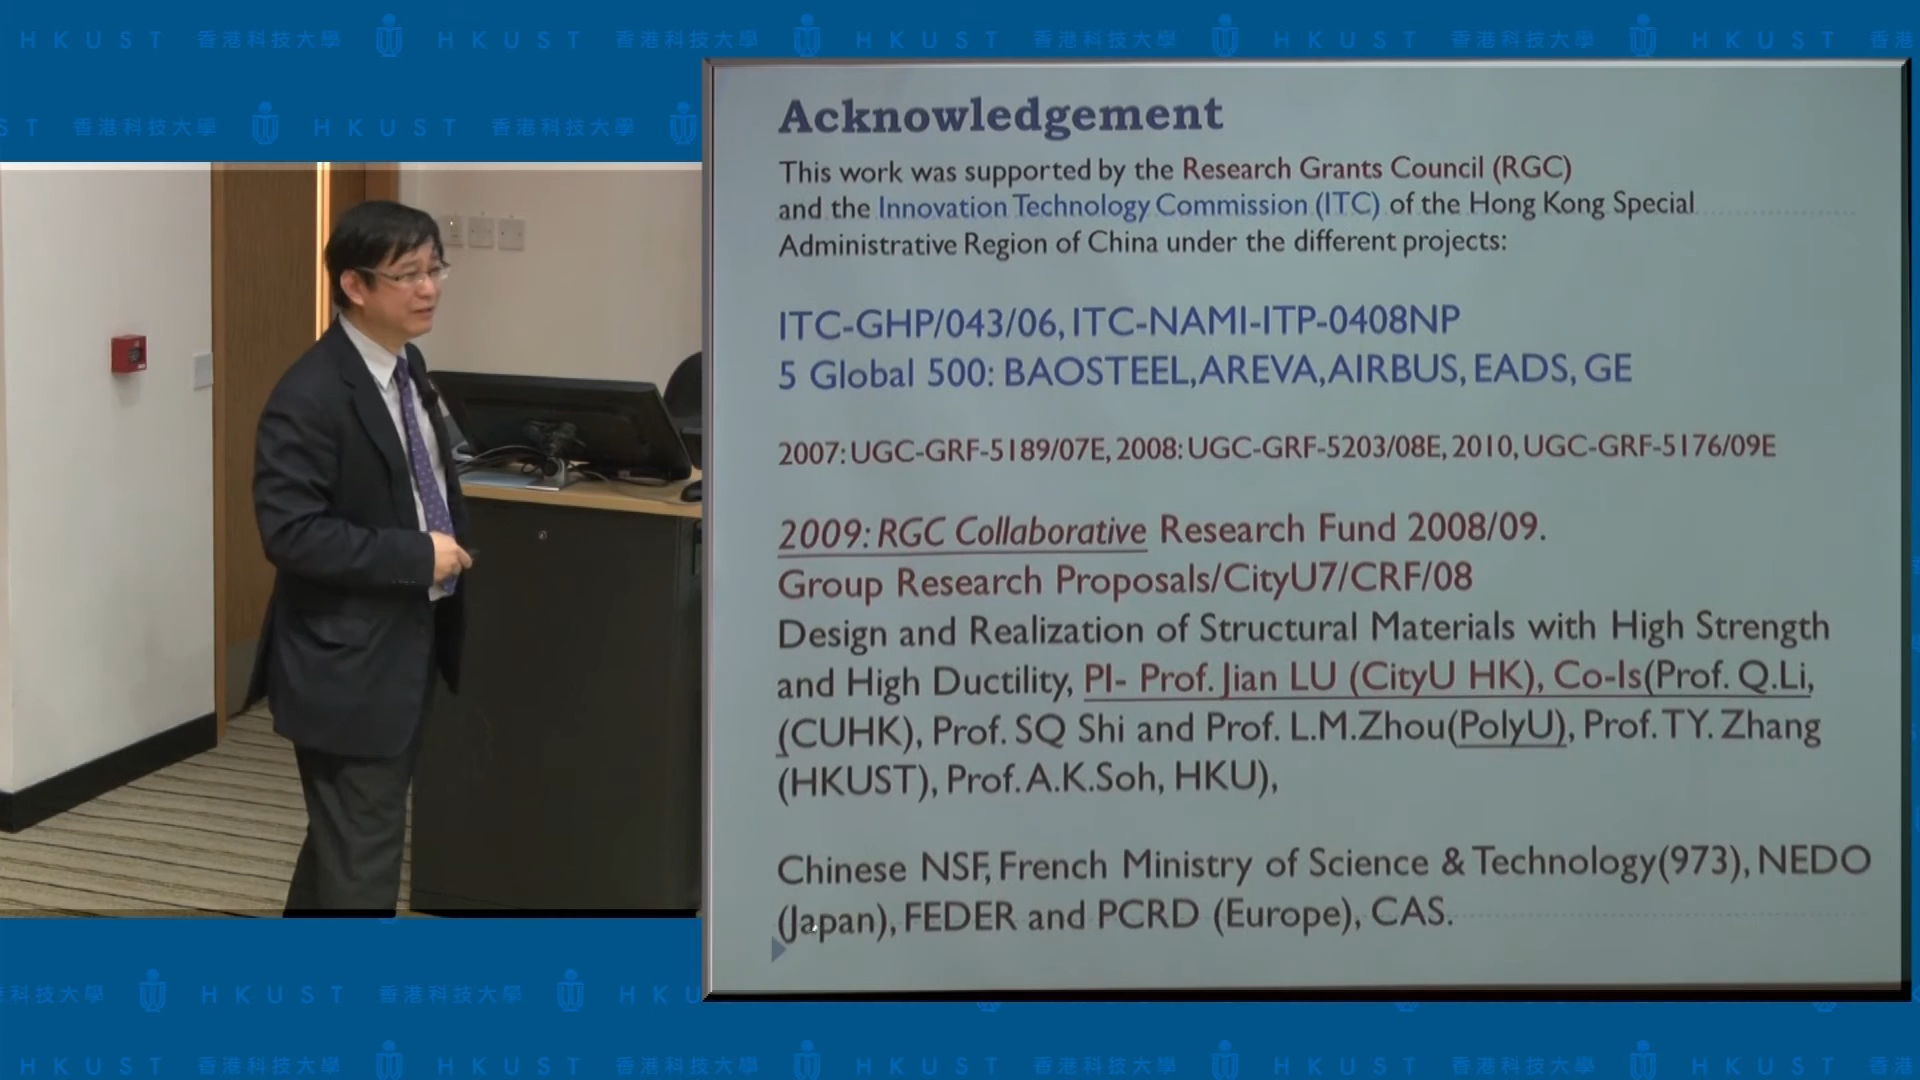 HKUST 香港科技大學 HKUST 香港科技大學 HKUST 香港科技大學 HKUST 香港科技大學 HKUST
香港科技大學 HKUST 香港科技大學
Acknowledgement
This work was supported by the Research Grants Council (RGC)
and the Innovation Technology Commission (ITC) of the Hong Kong Special
Administrative Region of China under the different projects:
ITC-GHP/043/06, ITC-NAMI-ITP-0408NP
5 Global 500: BAOSTEEL,AREVA,AIRBUS, EADS, GE
2007: UGC-GRF-5189/07E, 2008: UGC-GRF-5203/08E, 2010, UGC-GRF-5176/09E
2009: RGC Collaborative Research Fund 2008/09.
Group Research Proposals/CityU7/CRF/08
Design and Realization of Structural Materials with High Strength
and High Ductility, PI- Prof. Jian LU (CityU HK), Co-Is(Prof. Q.Li,
(CUHK), Prof. SQ Shi and Prof. L.M.Zhou(PolyU), Prof. TY. Zhang
(HKUST), Prof. A.K.Soh, HKU),
Chinese NSF, French Ministry of Science & Technology(973), NEDO
(Japan), FEDER and PCRD (Europe), CAS.
科技大學 HKUST 香港科技大學
HKUST 香港科技大學 HKUST 香港科技大學 HKUST 香港科技大學 HKUST 香港科技大學 HKUST